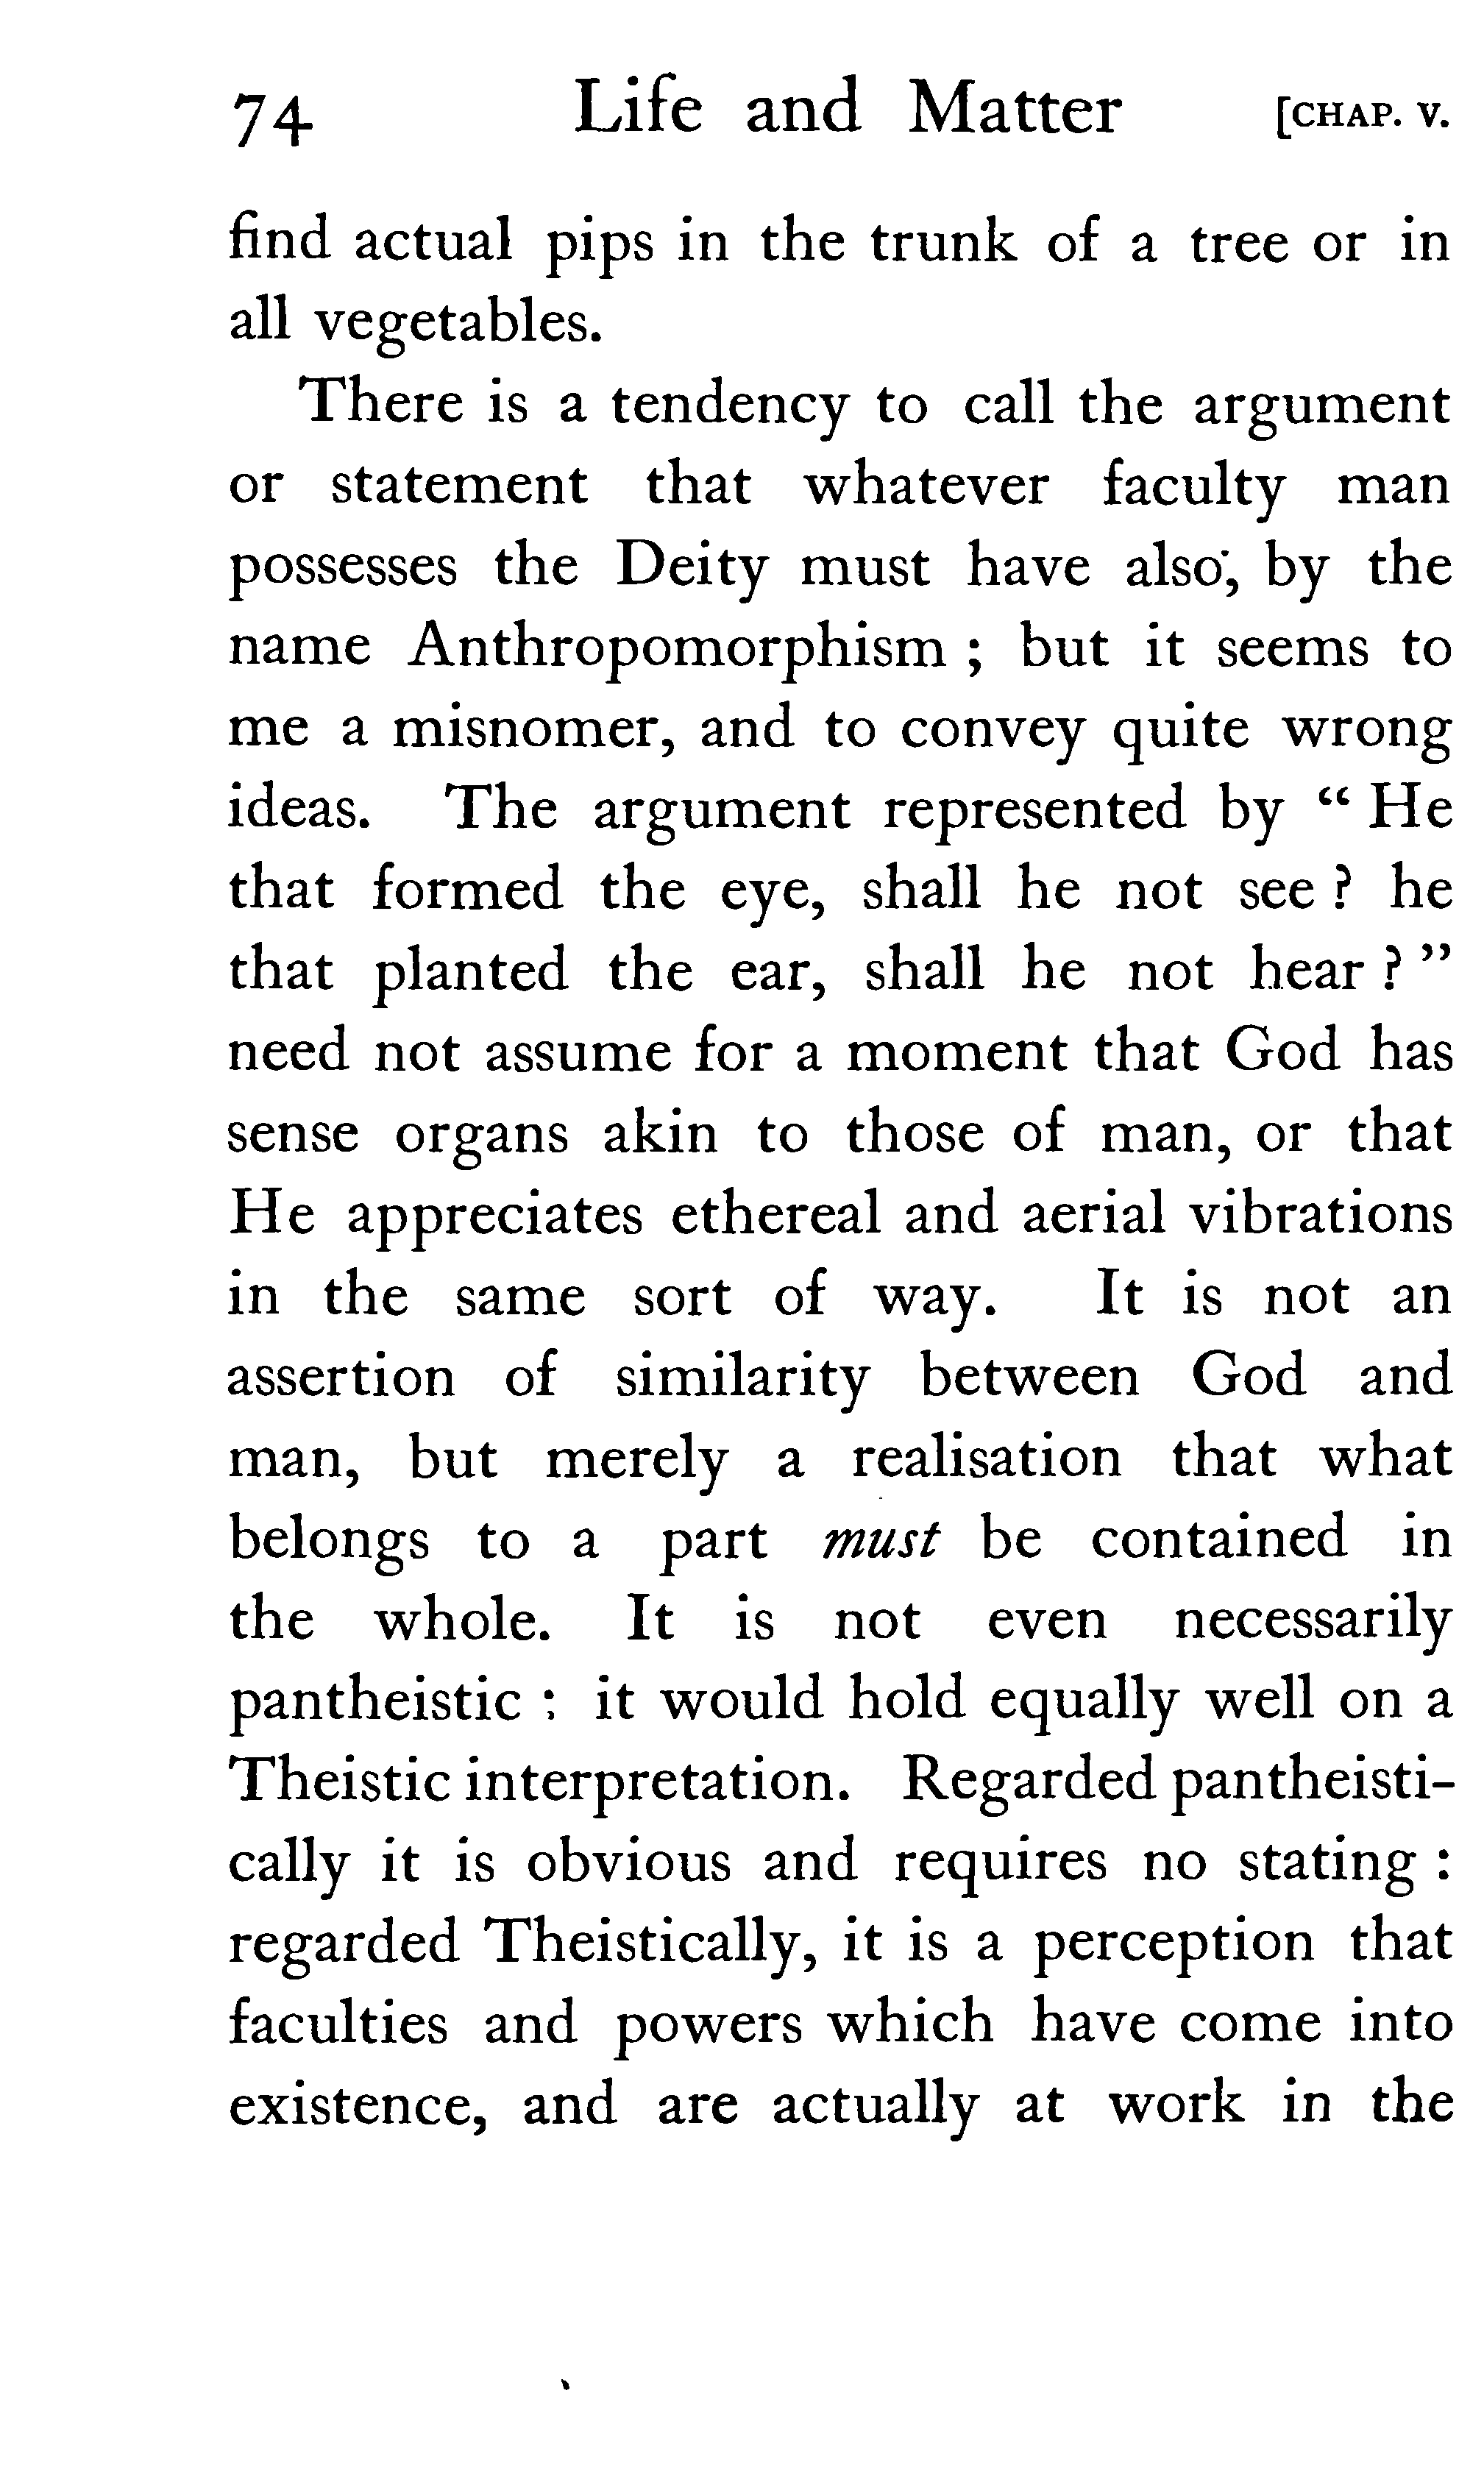 74 Life and Matter [CHAP. V.
find actual pips in the trunk of a tree or in
all vegetables.
There is a tendency to call the argument
or statement that whatever faculty man
possesses the Deity must have also, by the
name Anthropomorphism ; but it seems to
me a misnomer, and to convey quite wrong
ideas. The argument represented by “ He
that formed the eye, shall he not see ? he
that planted the ear, shall he not hear ? ”
need not assume for a moment that God has
sense organs akin to those of man, or that
He appreciates ethereal and aerial vibrations
in the same sort of way. It is not an
assertion of similarity between God and
man, but merely a realisation that what
belongs to a part must be contained in
the whole. It is not even necessarily
pantheistic : it would hold equally well on a
Theistic interpretation. Regarded pantheisti-
cally it is obvious and requires no stating :
regarded Theistically, it is a perception that
faculties and powers which have come into
existence, and are actually at work in the